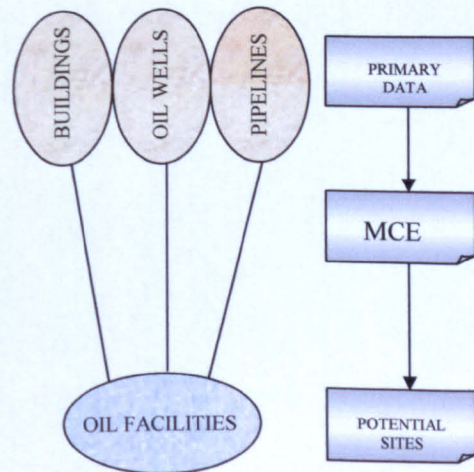 BUILDINGS
OIL WELLS
PIPELINES
OIL FACILITIES
PRIMARY
DATA
MCE
POTENTIAL
SITES